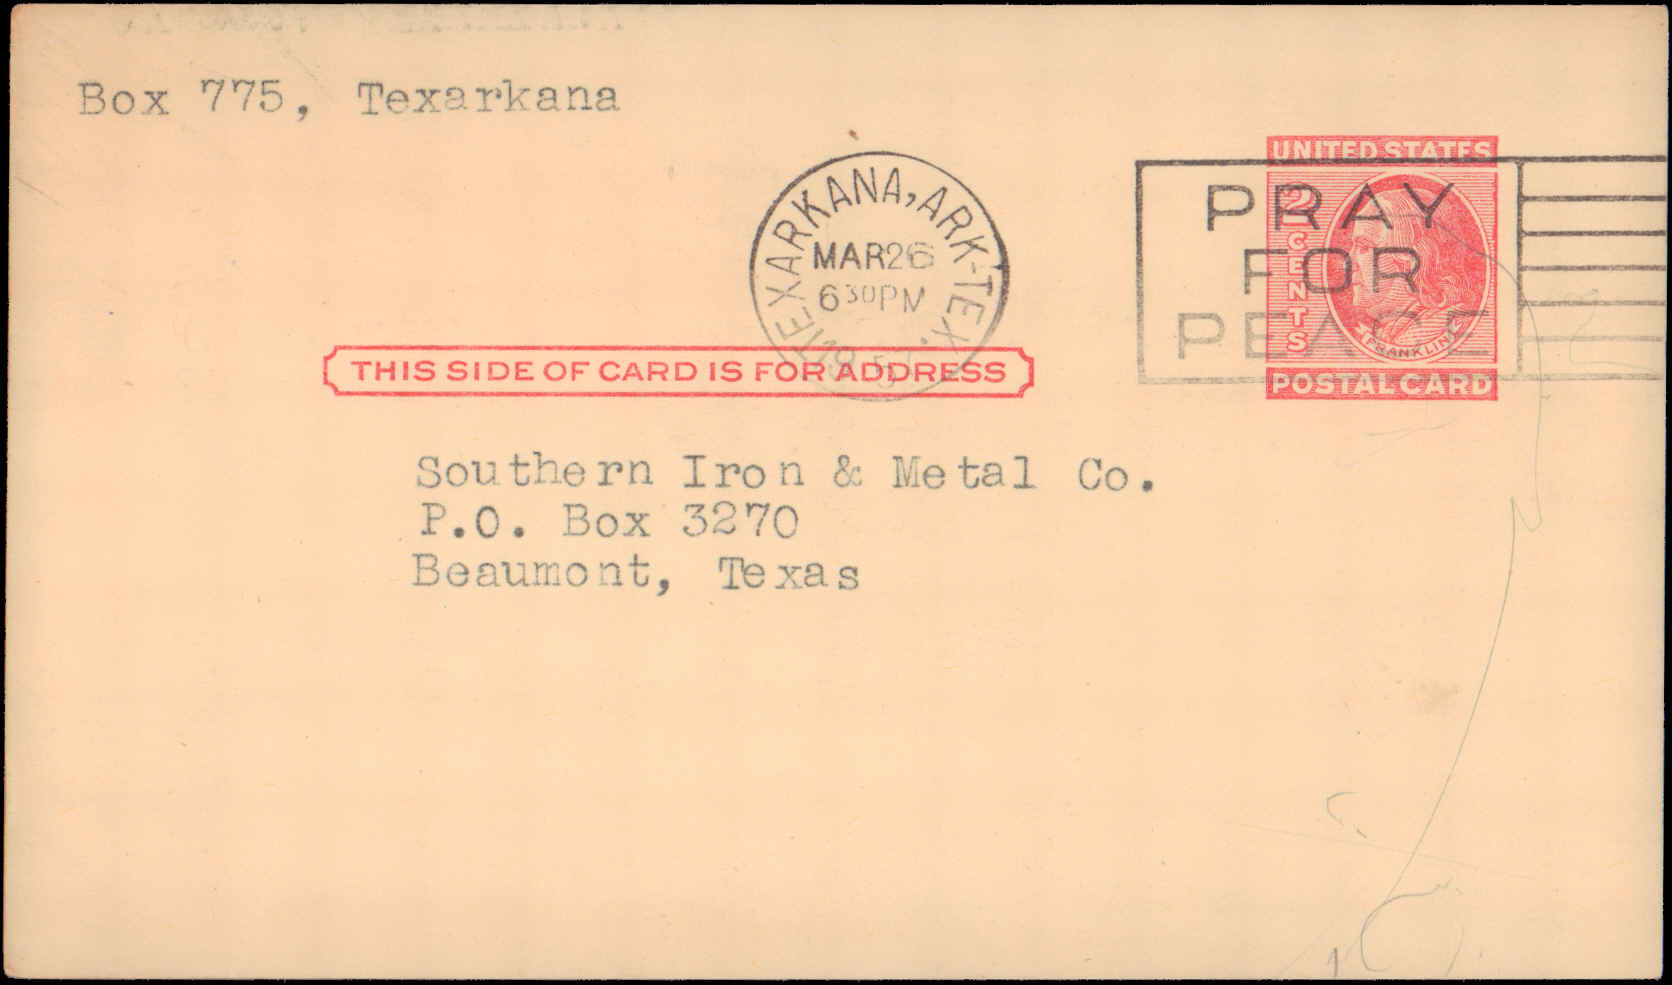 Box 775, Texarkana
TEXARKANA, ARK-TEX.
MAR 26
6 30 PM
UNITED STATES
2 CENTS
FRANKLIN
POSTAL CARD
PRAY
FOR
PEACE
THIS SIDE OF CARD IS FOR ADDRESS
Southern Iron & Metal Co.
P.O. Box 3270
Beaumont, Texas